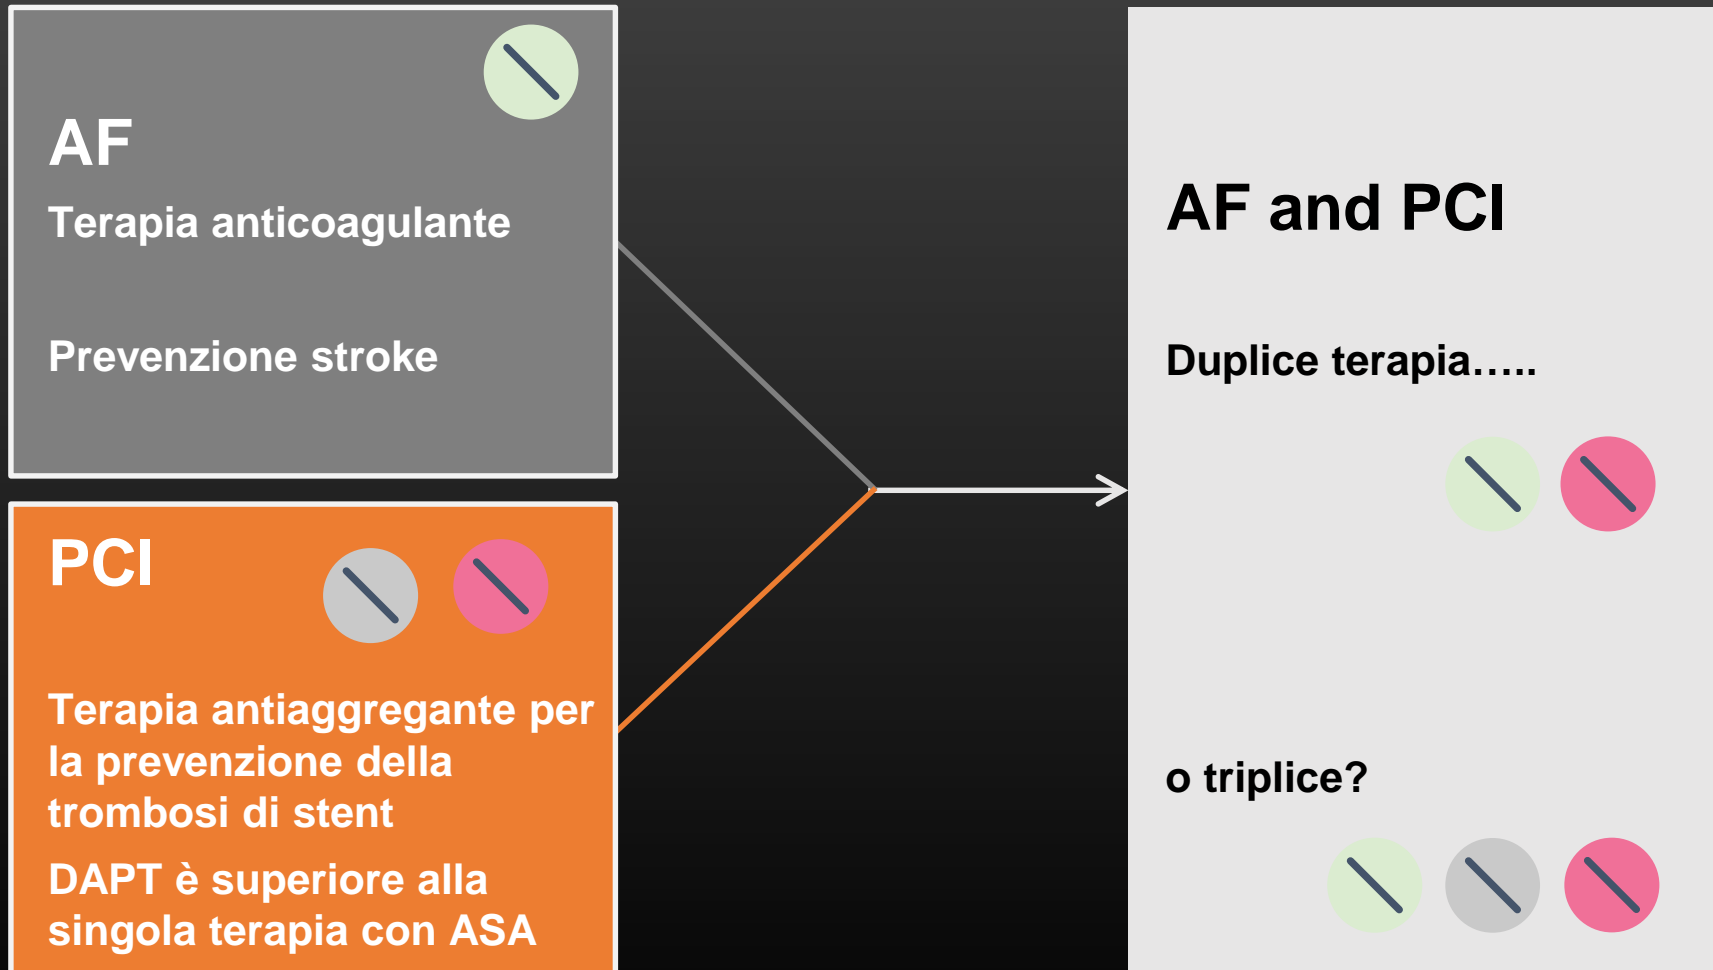 AF
Terapia anticoagulante
Prevenzione stroke
PCI
Terapia antiaggregante per
la prevenzione della
trombosi di stent
DAPT è superiore alla
singola terapia con ASA
AF and PCI
Duplice terapia…..
o triplice?